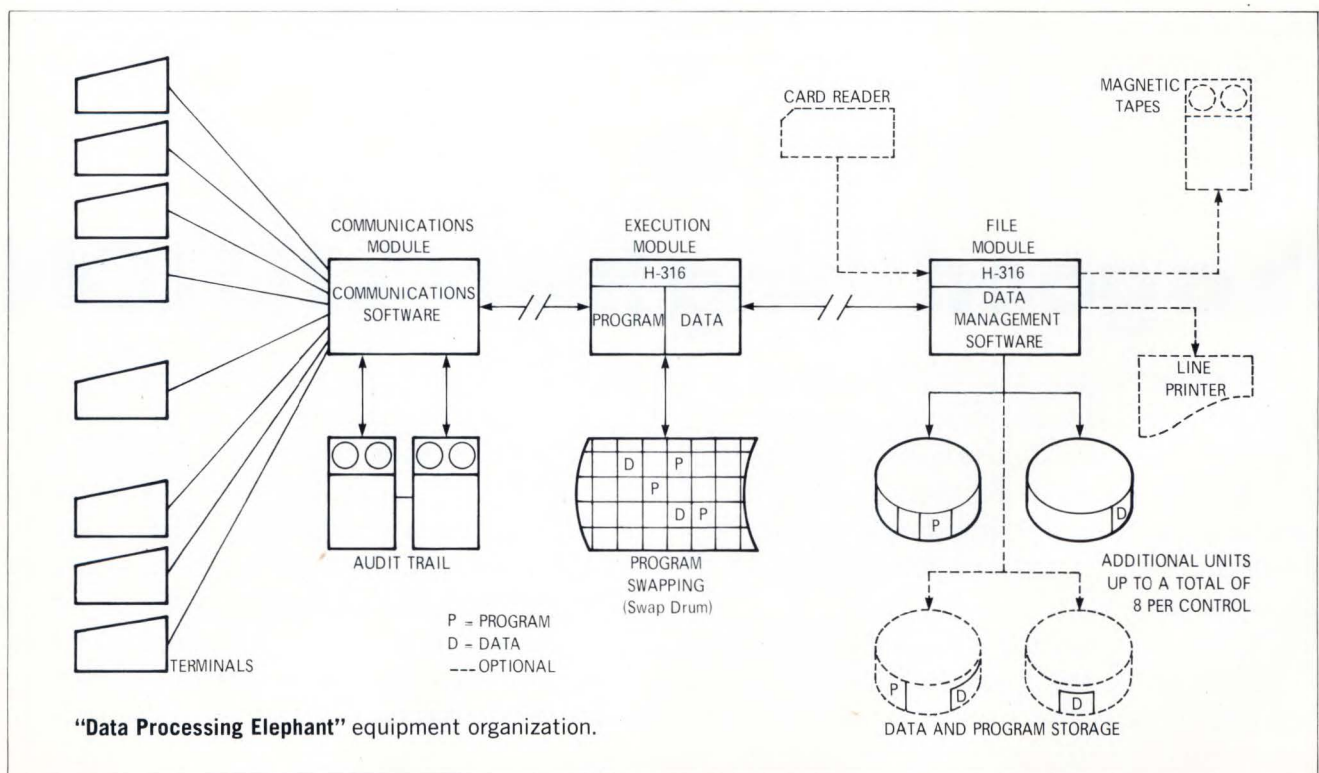 TERMINALS
COMMUNICATIONS
MODULE
COMMUNICATIONS
SOFTWARE
AUDIT TRAIL
EXECUTION
MODULE
H-316
PROGRAM DATA
D P
P
D P
PROGRAM
SWAPPING
(Swap Drum)
P = PROGRAM
D = DATA
--- OPTIONAL
CARD READER
FILE
MODULE
H-316
DATA
MANAGEMENT
SOFTWARE
MAGNETIC
TAPES
LINE
PRINTER
P
D
ADDITIONAL UNITS
UP TO A TOTAL OF
8 PER CONTROL
P D
D
DATA AND PROGRAM STORAGE
"Data Processing Elephant" equipment organization.